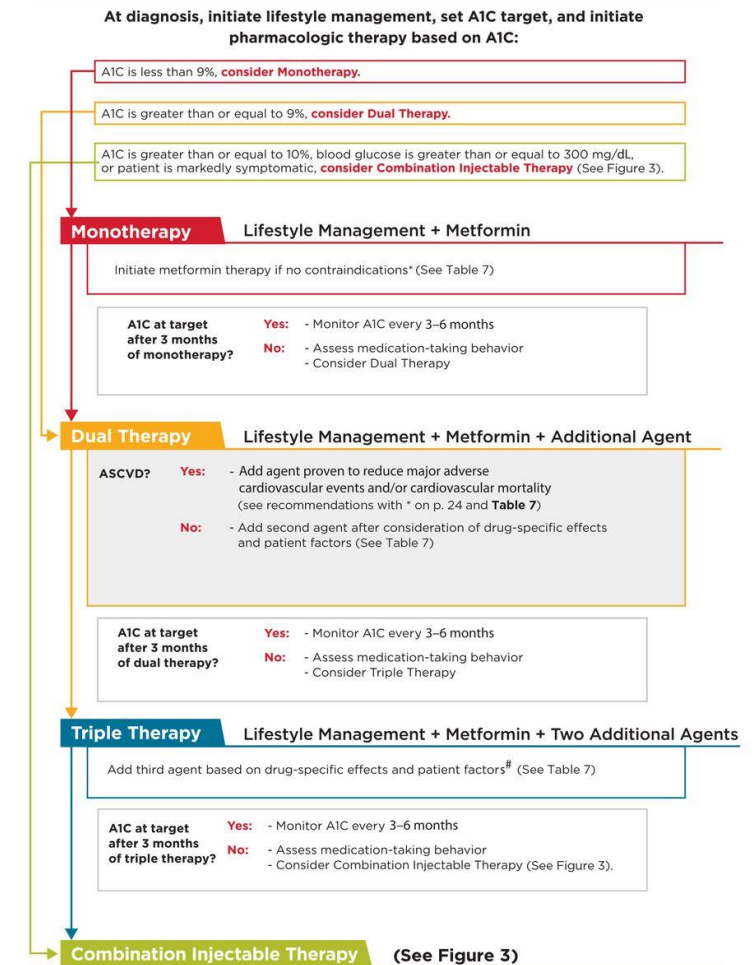 At diagnosis, initiate lifestyle management, set A1C target, and initiate
pharmacologic therapy based on A1C:
A1C is less than 9%, consider Monotherapy.
A1C is greater than or equal to 9%, consider Dual Therapy.
A1C is greater than or equal to 10%, blood glucose is greater than or equal to 300 mg/dL,
or patient is markedly symptomatic, consider Combination Injectable Therapy (See Figure 3).
Monotherapy Lifestyle Management + Metformin
Initiate metformin therapy if no contraindications* (See Table 7)
A1C at target
after 3 months
of monotherapy?
Yes: - Monitor A1C every 3–6 months
No: - Assess medication-taking behavior
- Consider Dual Therapy
Dual Therapy Lifestyle Management + Metformin + Additional Agent
ASCVD? Yes: - Add agent proven to reduce major adverse
cardiovascular events and/or cardiovascular mortality
(see recommendations with * on p. 24 and Table 7)
No: - Add second agent after consideration of drug-specific effects
and patient factors (See Table 7)
A1C at target
after 3 months
of dual therapy?
Yes: - Monitor A1C every 3–6 months
No: - Assess medication-taking behavior
- Consider Triple Therapy
Triple Therapy Lifestyle Management + Metformin + Two Additional Agents
Add third agent based on drug-specific effects and patient factors# (See Table 7)
A1C at target
after 3 months
of triple therapy?
Yes: - Monitor A1C every 3–6 months
No: - Assess medication-taking behavior
- Consider Combination Injectable Therapy (See Figure 3).
Combination Injectable Therapy (See Figure 3)